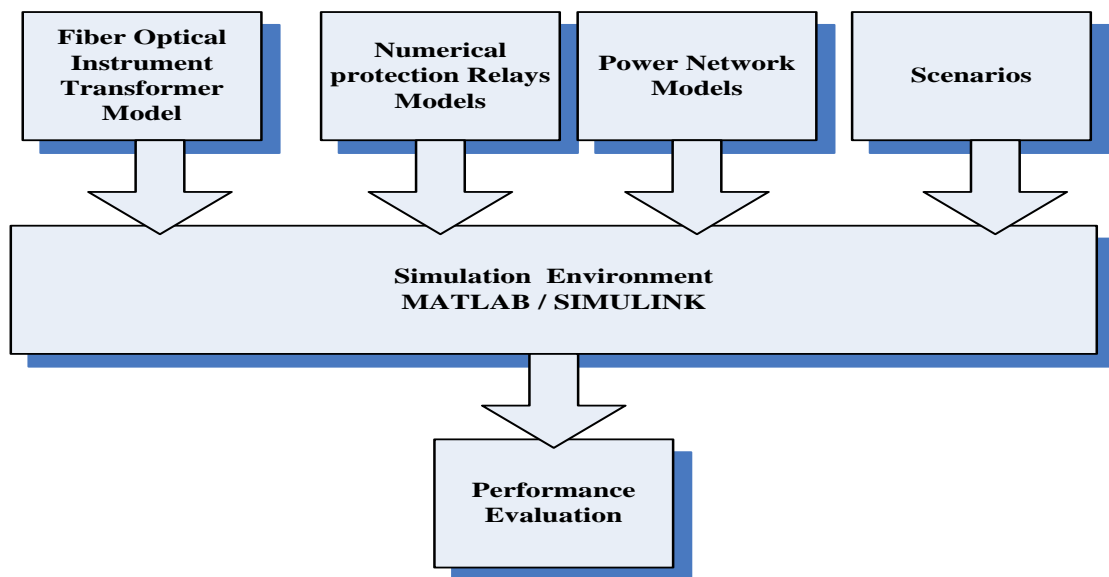 Fiber Optical
Instrument
Transformer
Model
Numerical
protection Relays
Models
Power Network
Models
Scenarios
Simulation Environment
MATLAB / SIMULINK
Performance
Evaluation